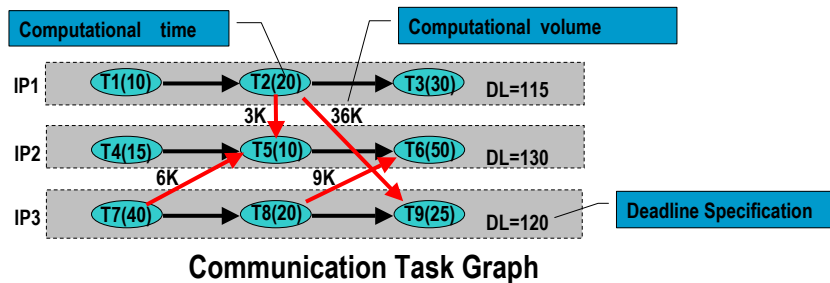 Computational time
Computational volume
IP1
T1(10)
T2(20)
T3(30)
DL=115
3K
36K
IP2
T4(15)
T5(10)
T6(50)
DL=130
6K
9K
IP3
T7(40)
T8(20)
T9(25)
DL=120
Deadline Specification
Communication Task Graph